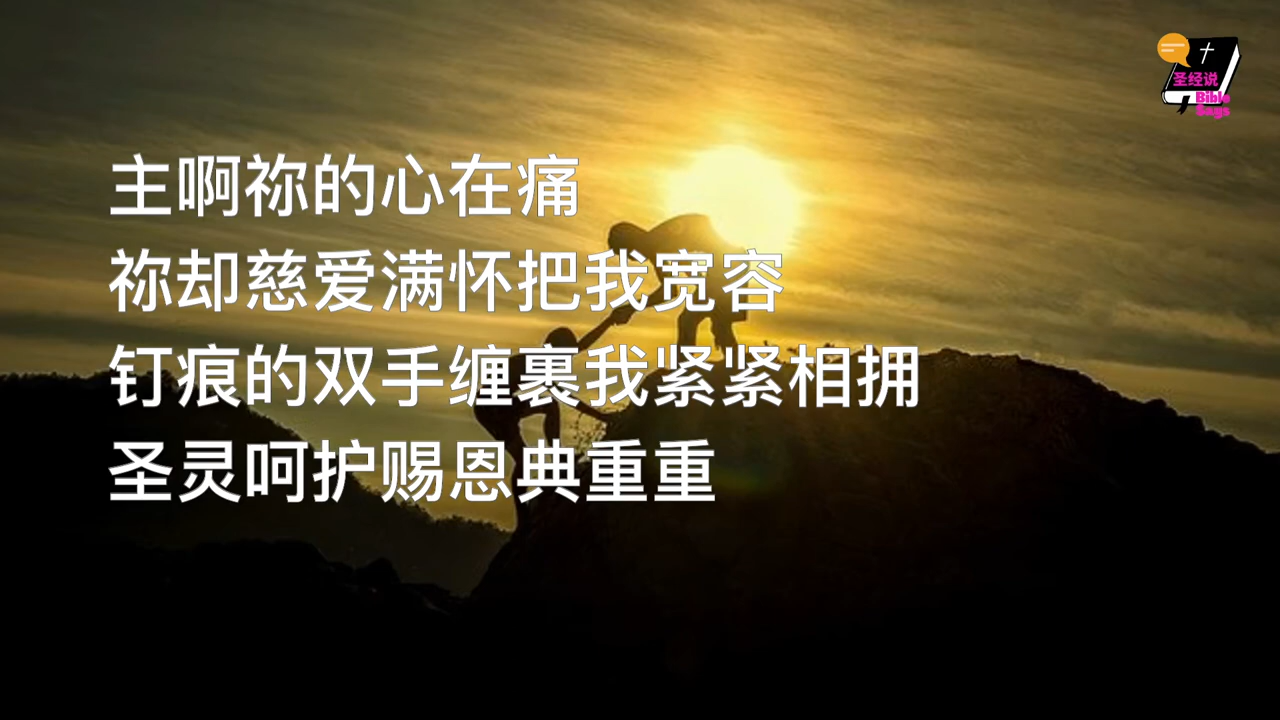 圣经说
Bible
Says
主啊祢的心在痛
祢却慈爱满怀把我宽容
钉痕的双手缠裹我紧紧相拥
圣灵呵护赐恩典重重